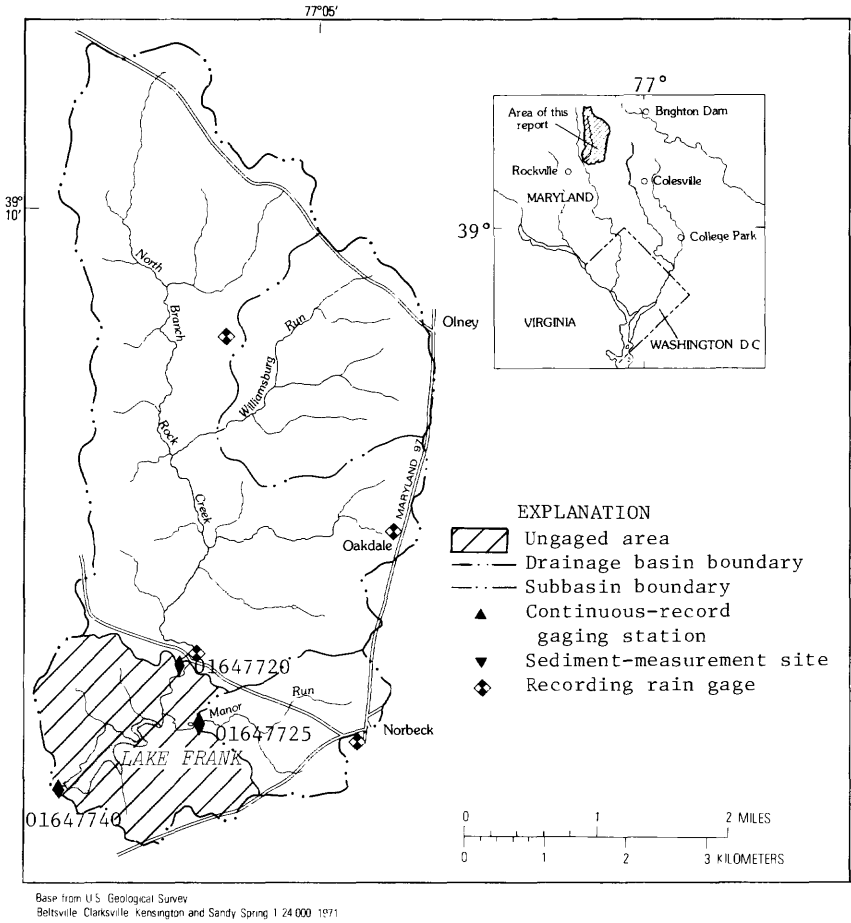 77°05'
39°
10'
North
Branch
Rock
Creek
Williamsburg
Run
Olney
MARYLAND 97
Oakdale
01647720
Manor
Run
01647725
Norbeck
LAKE FRANK
01647740
77°
Area of this
report
Brighton Dam
Rockville
Colesville
MARYLAND
39°
College Park
VIRGINIA
WASHINGTON D C
EXPLANATION
Ungaged area
Drainage basin boundary
Subbasin boundary
Continuous-record
gaging station
Sediment-measurement site
Recording rain gage
0 1 2 MILES
0 1 2 3 KILOMETERS
Base from U S Geological Survey
Beltsville Clarksville Kensington and Sandy Spring 1 24 000 1971